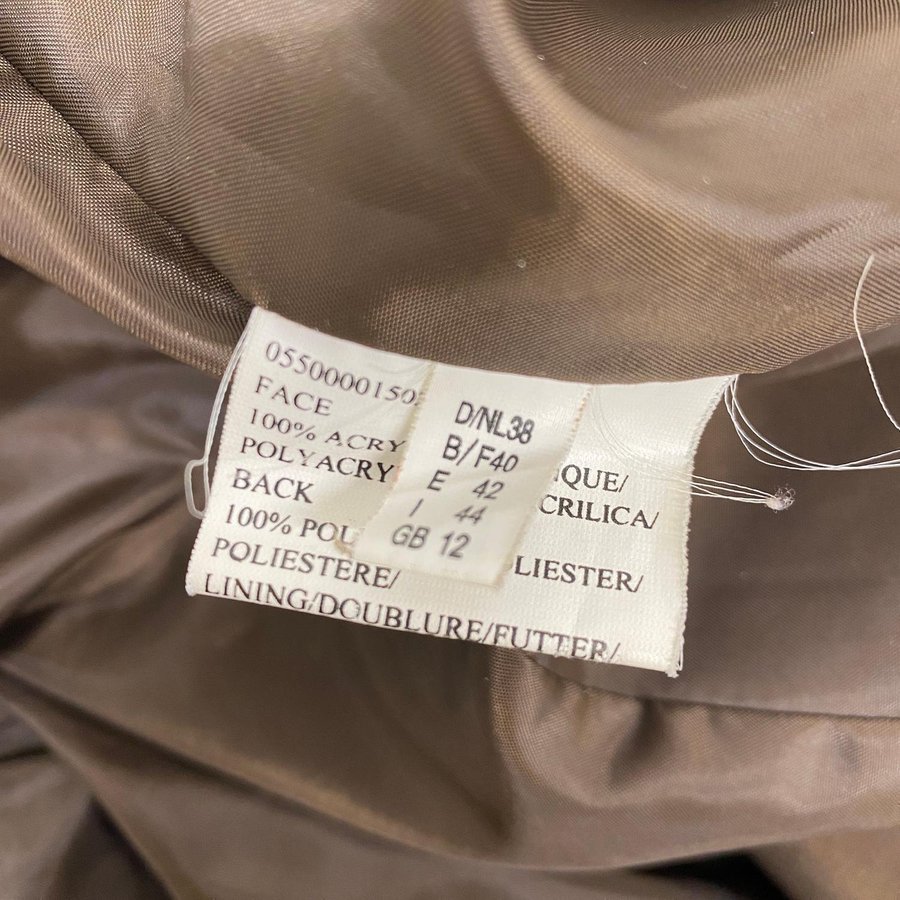 0550000150
FACE
100% ACRY
IQUE/
POLYACRY
CRILICA/
BACK
100% POL
LIESTER/
POLIESTERE/
LINING/DOUBLURE/FUTTER/
D/NL38
B/F40
E 42
I 44
GB 12